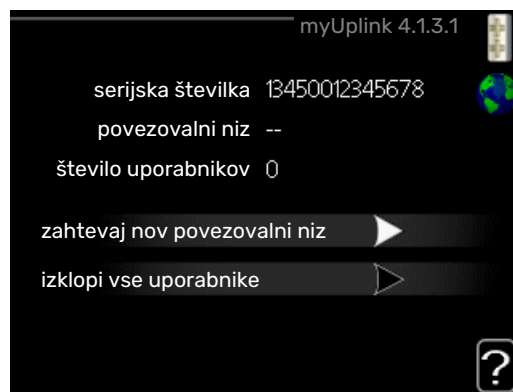 myUplink 4.1.3.1
serijska številka 13450012345678
povezovalni niz --
število uporabnikov 0
zahtevaj nov povezovalni niz
izklopi vse uporabnike
?